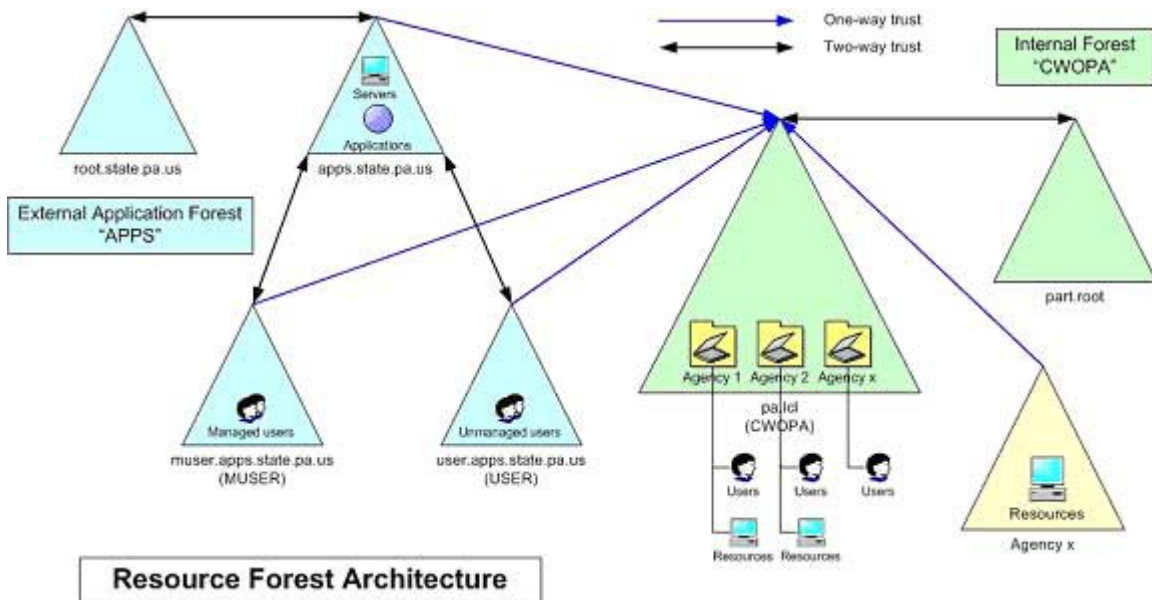 One-way trust
Two-way trust
Internal Forest
"CWOPA"
Servers
Applications
root.state.pa.us
apps.state.pa.us
External Application Forest
"APPS"
part.root
Agency 1
Agency 2
Agency x
pa.lcl
(CWOPA)
Managed users
Unmanaged users
muser.apps.state.pa.us
(MUSER)
user.apps.state.pa.us
(USER)
Users
Users
Users
Resources
Resources
Resources
Agency x
Resource Forest Architecture